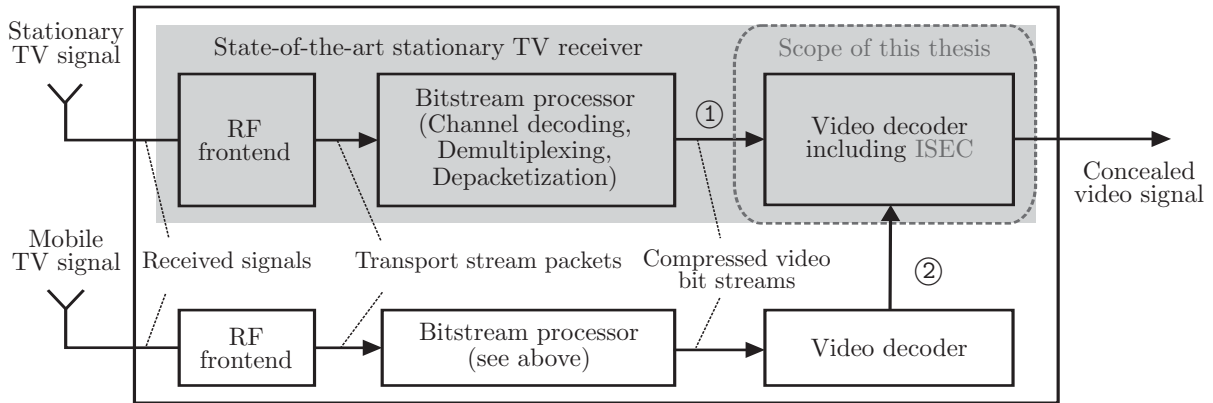 Stationary
TV signal
State-of-the-art stationary TV receiver
Scope of this thesis
RF
frontend
Bitstream processor
(Channel decoding,
Demultiplexing,
Depacketization)
①
Video decoder
including ISEC
Concealed
video signal
Mobile
TV signal
Received signals
Transport stream packets
Compressed video
bit streams
②
RF
frontend
Bitstream processor
(see above)
Video decoder